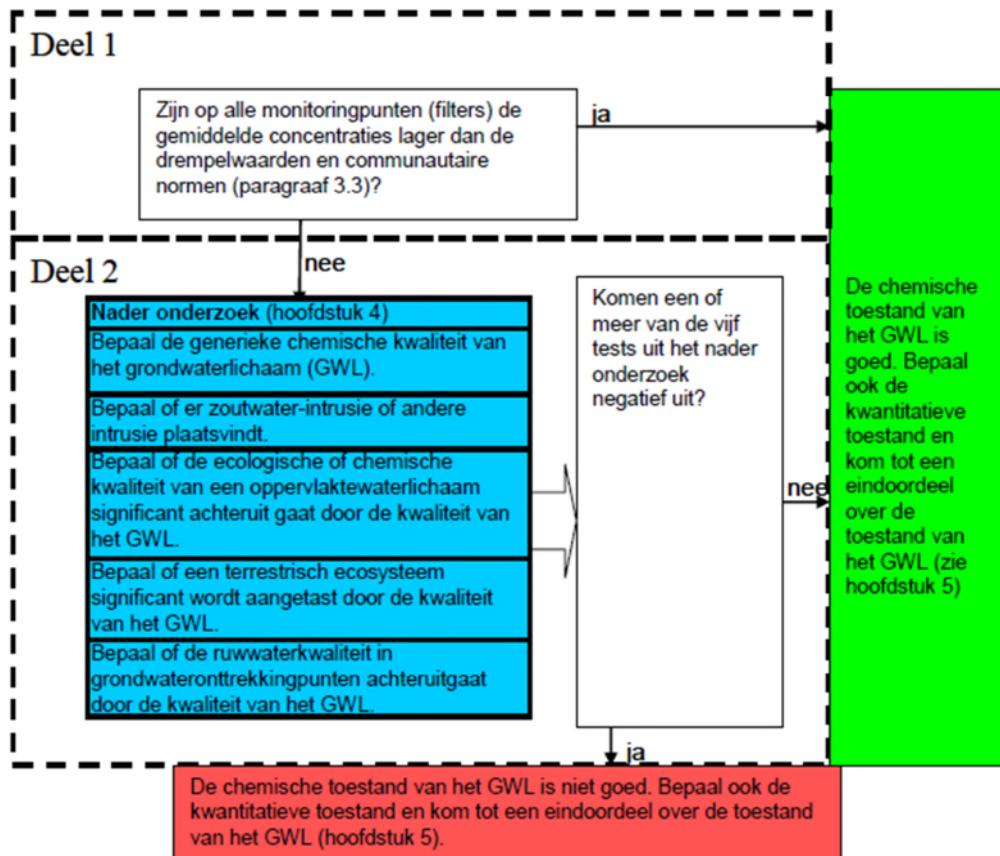 Deel 1
Zijn op alle monitoringpunten (filters) de
gemiddelde concentraties lager dan de
drempelwaarden en communautaire
normen (paragraaf 3.3)?
ja
nee
Deel 2
Nader onderzoek (hoofdstuk 4)
Bepaal de generieke chemische kwaliteit van
het grondwaterlichaam (GWL).
Bepaal of er zoutwater-intrusie of andere
intrusie plaatsvindt.
Bepaal of de ecologische of chemische
kwaliteit van een oppervlaktewaterlichaam
significant achteruit gaat door de kwaliteit van
het GWL.
Bepaal of een terrestrisch ecosysteem
significant wordt aangetast door de kwaliteit
van het GWL.
Bepaal of de ruwwaterkwaliteit in
grondwateronttrekkingpunten achteruitgaat
door de kwaliteit van het GWL.
Komen een of
meer van de vijf
tests uit het nader
onderzoek
negatief uit?
nee
ja
De chemische
toestand van
het GWL is
goed. Bepaal
ook de
kwantitatieve
toestand en
kom tot een
eindoordeel
over de
toestand van
het GWL (zie
hoofdstuk 5)
De chemische toestand van het GWL is niet goed. Bepaal ook de
kwantitatieve toestand en kom tot een eindoordeel over de toestand
van het GWL (hoofdstuk 5).